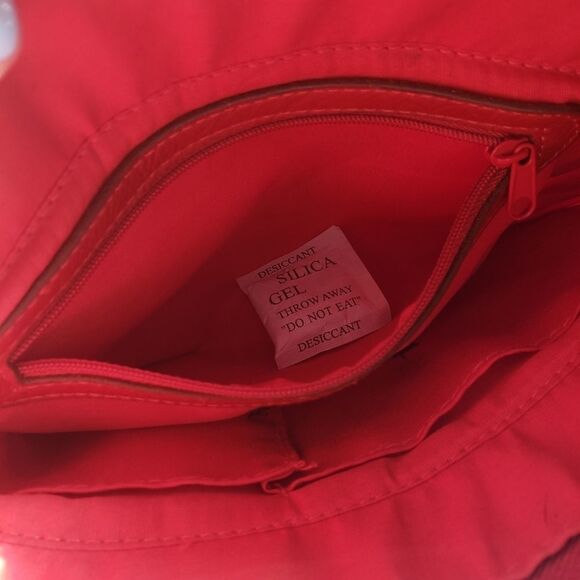 DESICCANT
SILICA
GEL
THROW AWAY
"DO NOT EAT"
DESICCANT